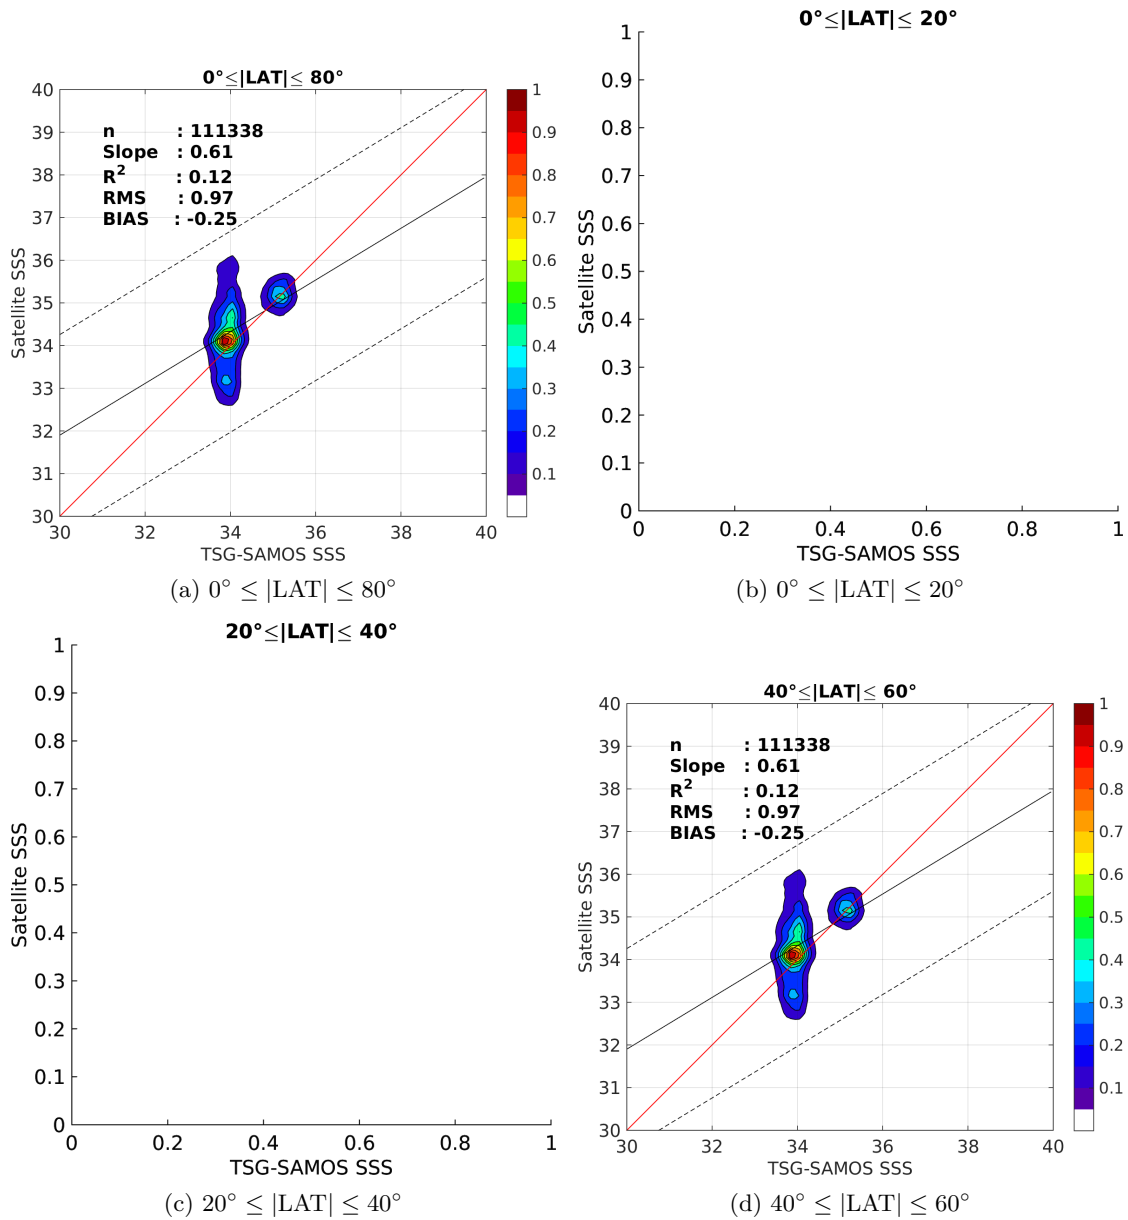 0°≤|LAT|≤ 80°
40
39
38
37
36
35
34
33
32
31
30
30 32 34 36 38 40
n : 111338
Slope : 0.61
R² : 0.12
RMS : 0.97
BIAS : -0.25
1
0.9
0.8
0.7
0.6
0.5
0.4
0.3
0.2
0.1
Satellite SSS
TSG-SAMOS SSS
(a) 0° ≤ |LAT| ≤ 80°
0°≤|LAT|≤ 20°
1
0.9
0.8
0.7
0.6
0.5
0.4
0.3
0.2
0.1
0
0 0.2 0.4 0.6 0.8 1
Satellite SSS
TSG-SAMOS SSS
(b) 0° ≤ |LAT| ≤ 20°
20°≤|LAT|≤ 40°
1
0.9
0.8
0.7
0.6
0.5
0.4
0.3
0.2
0.1
0
0 0.2 0.4 0.6 0.8 1
Satellite SSS
TSG-SAMOS SSS
(c) 20° ≤ |LAT| ≤ 40°
40°≤|LAT|≤ 60°
40
39
38
37
36
35
34
33
32
31
30
30 32 34 36 38 40
n : 111338
Slope : 0.61
R² : 0.12
RMS : 0.97
BIAS : -0.25
1
0.9
0.8
0.7
0.6
0.5
0.4
0.3
0.2
0.1
Satellite SSS
TSG-SAMOS SSS
(d) 40° ≤ |LAT| ≤ 60°